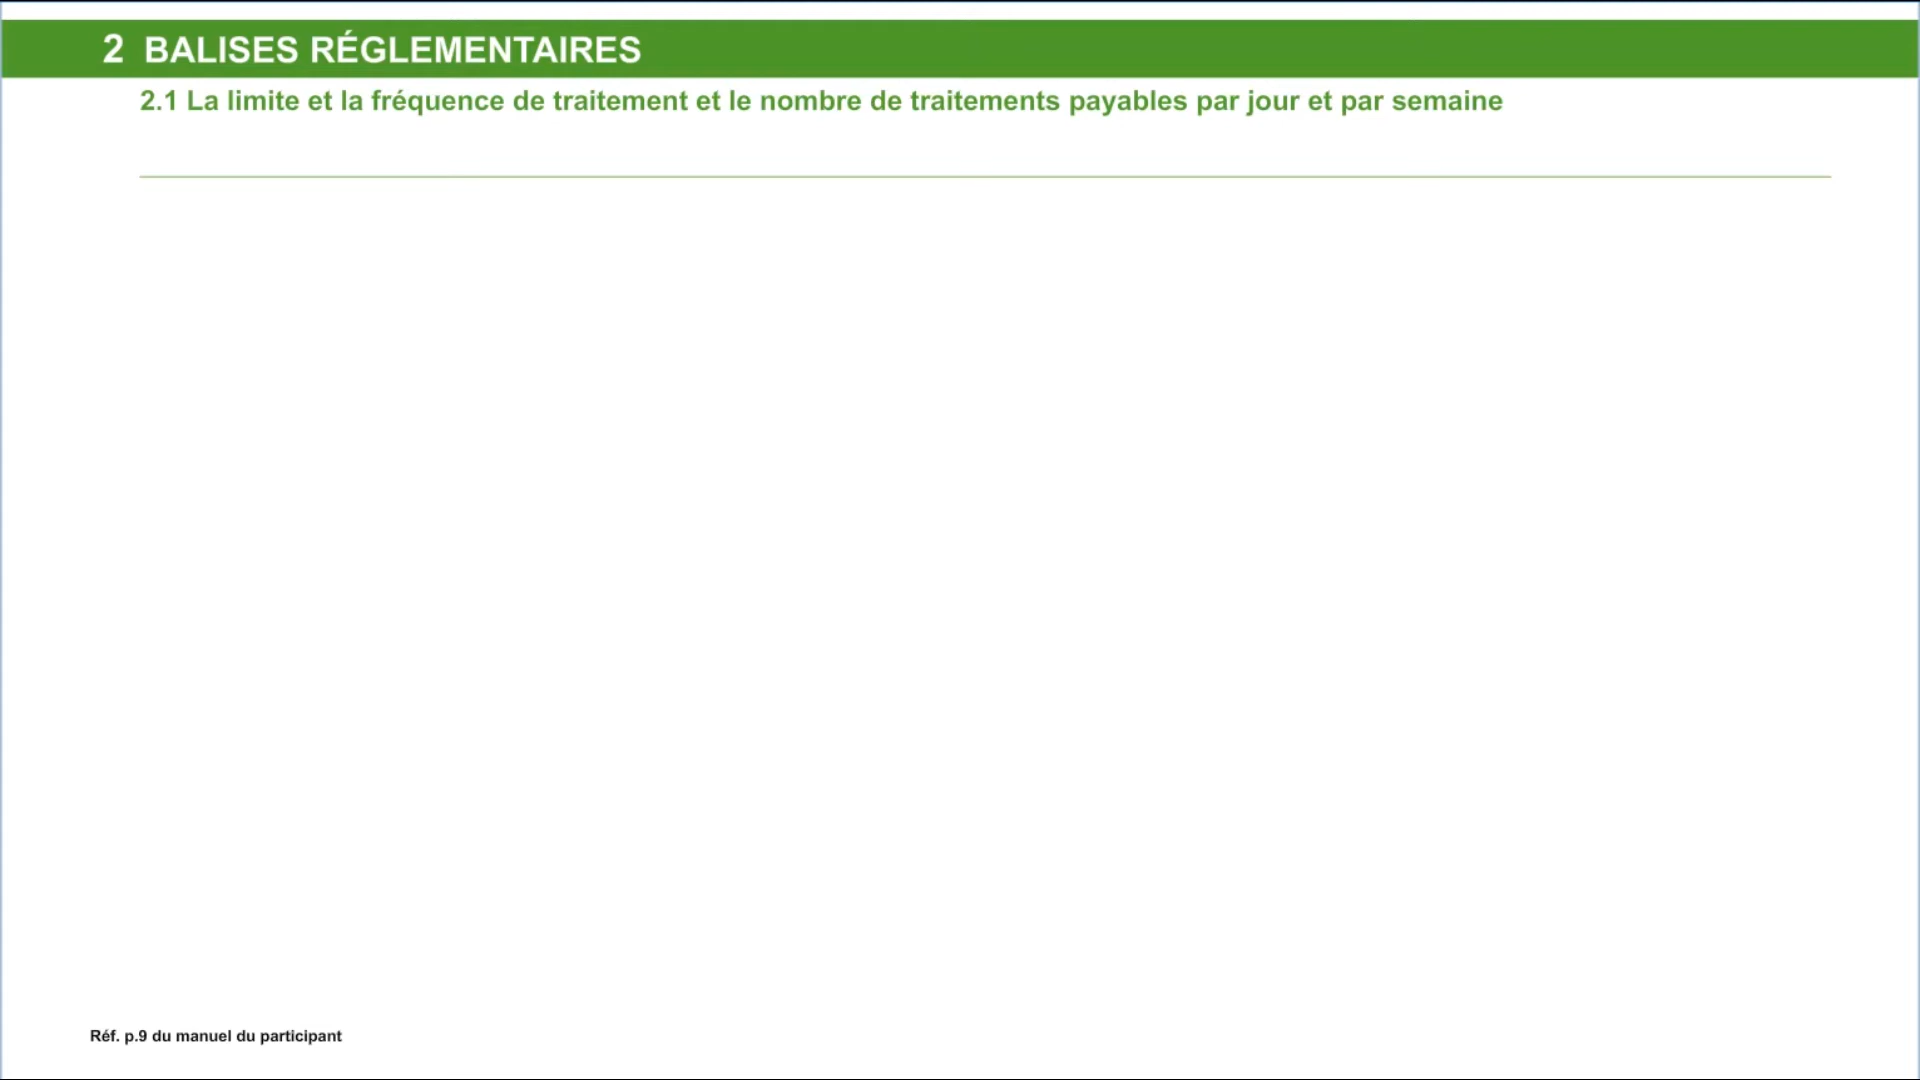 2 BALISES RÉGLEMENTAIRES
2.1 La limite et la fréquence de traitement et le nombre de traitements payables par jour et par semaine
Réf. p.9 du manuel du participant